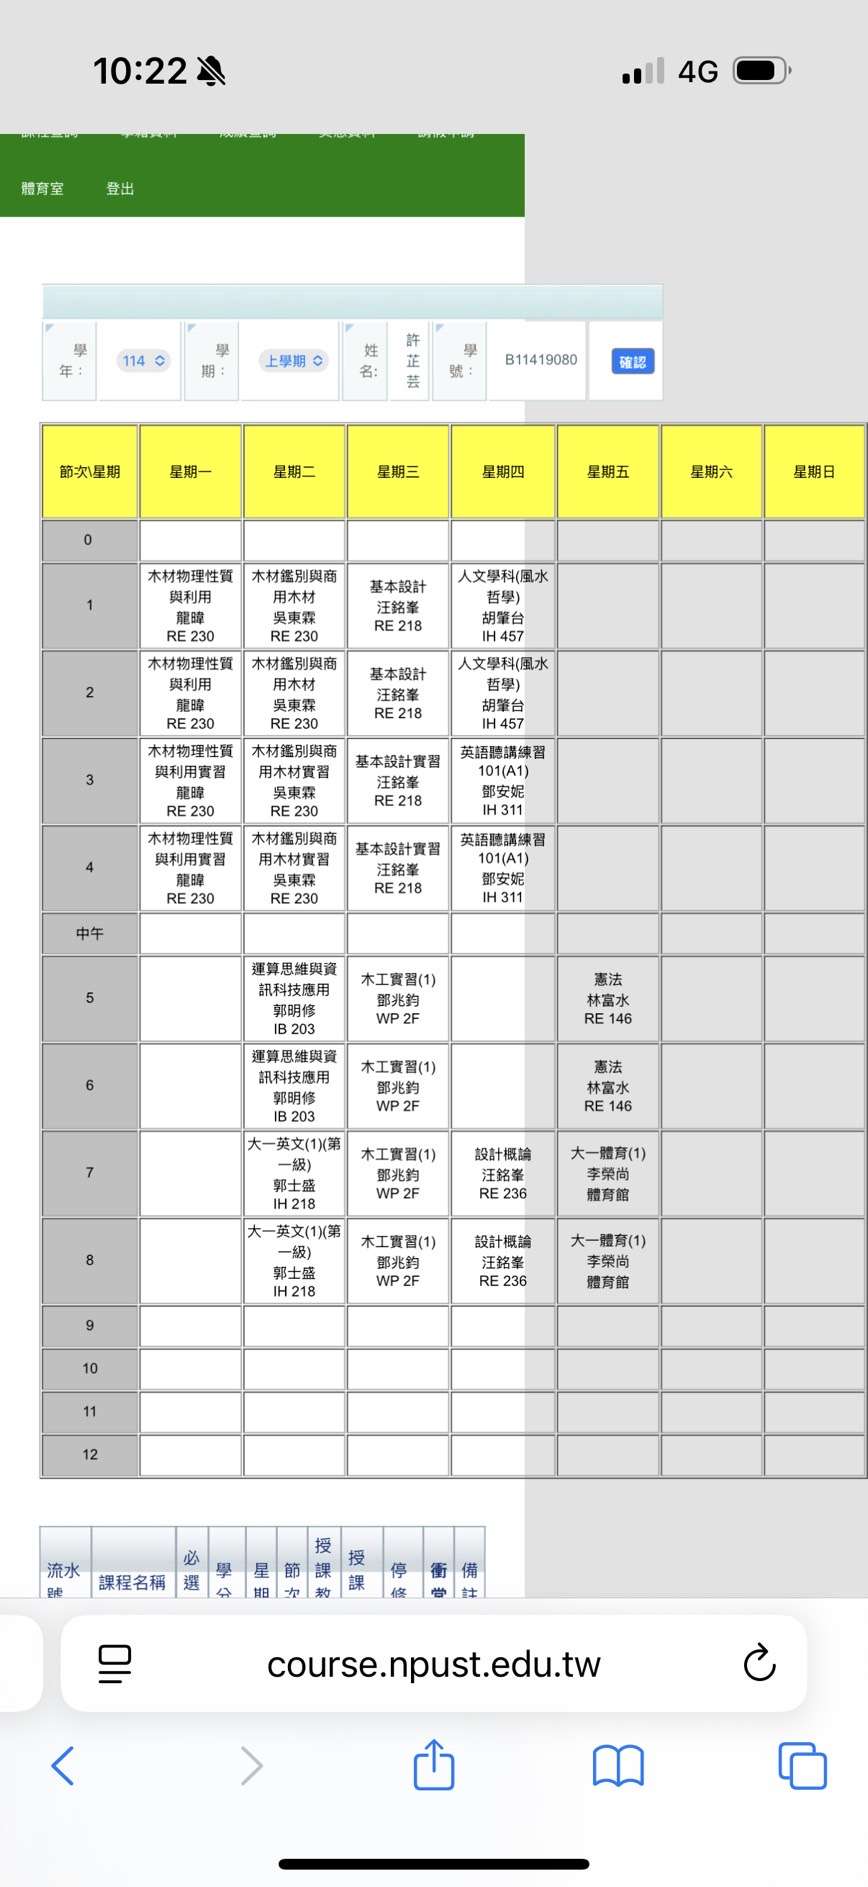 10:22 4G
體育室 登出
學年： 114 學期： 上學期 姓名: 許芷芸 學號： B11419080 確認
節次\星期 星期一 星期二 星期三 星期四 星期五 星期六 星期日
0
1
木材物理性質與利用
龍暐
RE 230
木材鑑別與商用木材
吳東霖
RE 230
基本設計
汪銘峯
RE 218
人文學科(風水哲學)
胡肇台
IH 457
2
木材物理性質與利用
龍暐
RE 230
木材鑑別與商用木材
吳東霖
RE 230
基本設計
汪銘峯
RE 218
人文學科(風水哲學)
胡肇台
IH 457
3
木材物理性質與利用實習
龍暐
RE 230
木材鑑別與商用木材實習
吳東霖
RE 230
基本設計實習
汪銘峯
RE 218
英語聽講練習101(A1)
鄧安妮
IH 311
4
木材物理性質與利用實習
龍暐
RE 230
木材鑑別與商用木材實習
吳東霖
RE 230
基本設計實習
汪銘峯
RE 218
英語聽講練習101(A1)
鄧安妮
IH 311
中午
5
運算思維與資訊科技應用
郭明修
IB 203
木工實習(1)
鄧兆鈞
WP 2F
憲法
林富水
RE 146
6
運算思維與資訊科技應用
郭明修
IB 203
木工實習(1)
鄧兆鈞
WP 2F
憲法
林富水
RE 146
7
大一英文(1)(第一級)
郭士盛
IH 218
木工實習(1)
鄧兆鈞
WP 2F
設計概論
汪銘峯
RE 236
大一體育(1)
李榮尚
體育館
8
大一英文(1)(第一級)
郭士盛
IH 218
木工實習(1)
鄧兆鈞
WP 2F
設計概論
汪銘峯
RE 236
大一體育(1)
李榮尚
體育館
9
10
11
12
流水號 課程名稱 必選 學分 星期 節次 授課教 授課 停修 衝堂 備註
course.npust.edu.tw